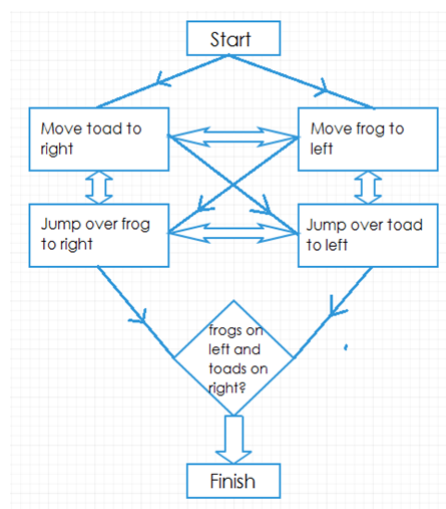 Start
Move toad to
right
Move frog to
left
Jump over frog
to right
Jump over toad
to left
frogs on
left and
toads on
right?
Finish